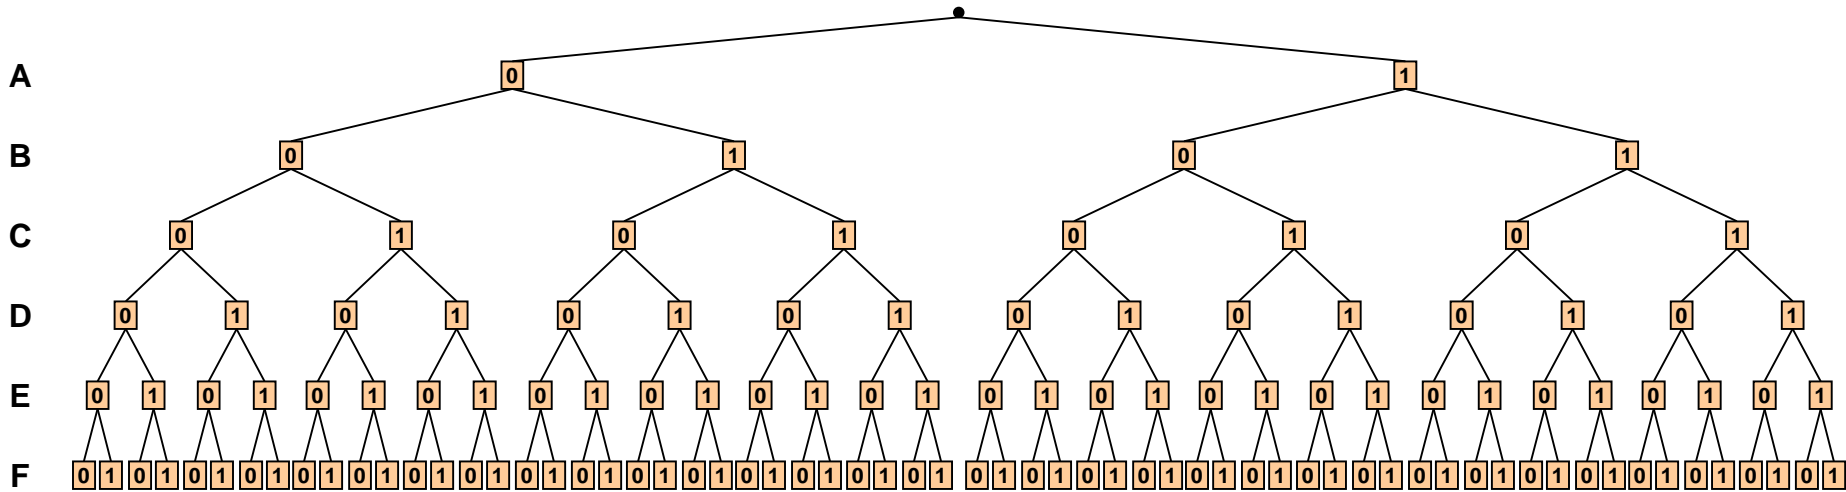 A 0 1
B 0 1 0 1
C 0 1 0 1 0 1 0 1
D 0 1 0 1 0 1 0 1 0 1 0 1 0 1 0 1
E 0 1 0 1 0 1 0 1 0 1 0 1 0 1 0 1 0 1 0 1 0 1 0 1 0 1 0 1 0 1 0 1
F 0 1 0 1 0 1 0 1 0 1 0 1 0 1 0 1 0 1 0 1 0 1 0 1 0 1 0 1 0 1 0 1 0 1 0 1 0 1 0 1 0 1 0 1 0 1 0 1 0 1 0 1 0 1 0 1 0 1 0 1 0 1 0 1